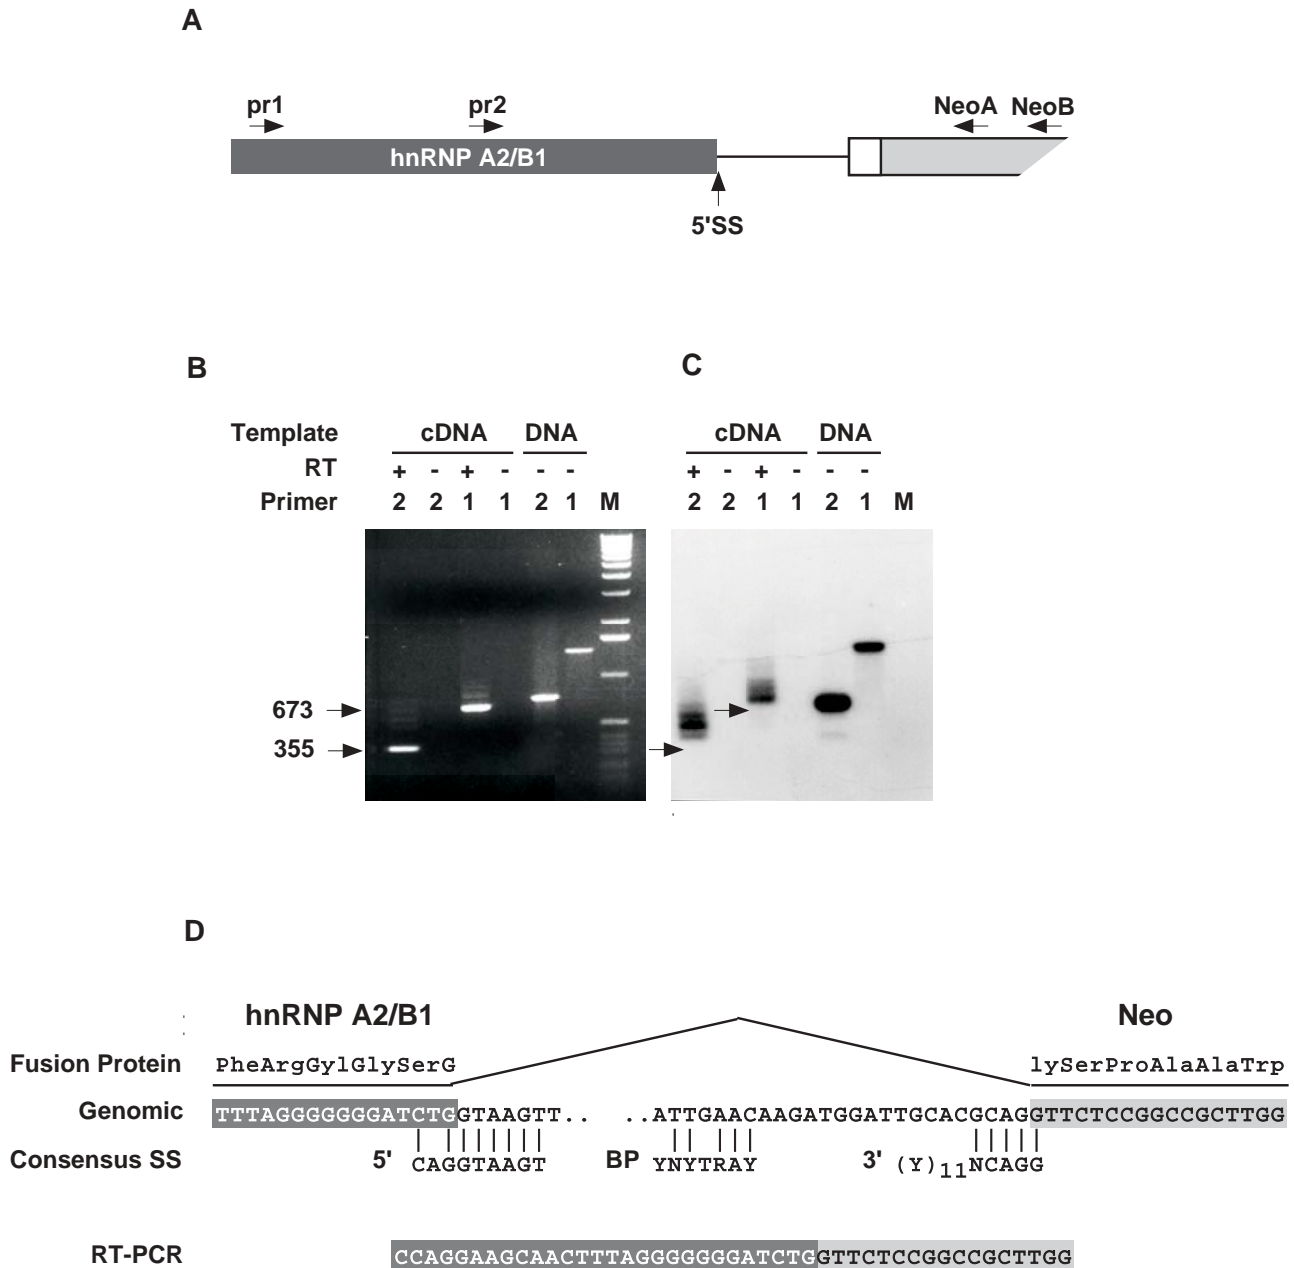 A
pr1 pr2 NeoA NeoB
hnRNP A2/B1
5'SS
B
Template cDNA DNA
RT + - + - - -
Primer 2 2 1 1 2 1 M
673
355
C
cDNA DNA
+ - + - - -
2 2 1 1 2 1 M
D
hnRNP A2/B1 Neo
Fusion Protein PheArgGylGlySerG lySerProAlaAlaTrp
Genomic TTTAGGGGGGGATCTGGTAAGTT.. ..ATTGAACAAGATGGATTGCACGCAGGTTCTCCGGCCGCTTGG
Consensus SS 5' CAGGTAAGT BP YNYTRAY 3' (Y)11NCAGG
RT-PCR CCAGGAAGCAACTTTAGGGGGGGATCTGGTTCTCCGGCCGCTTGG